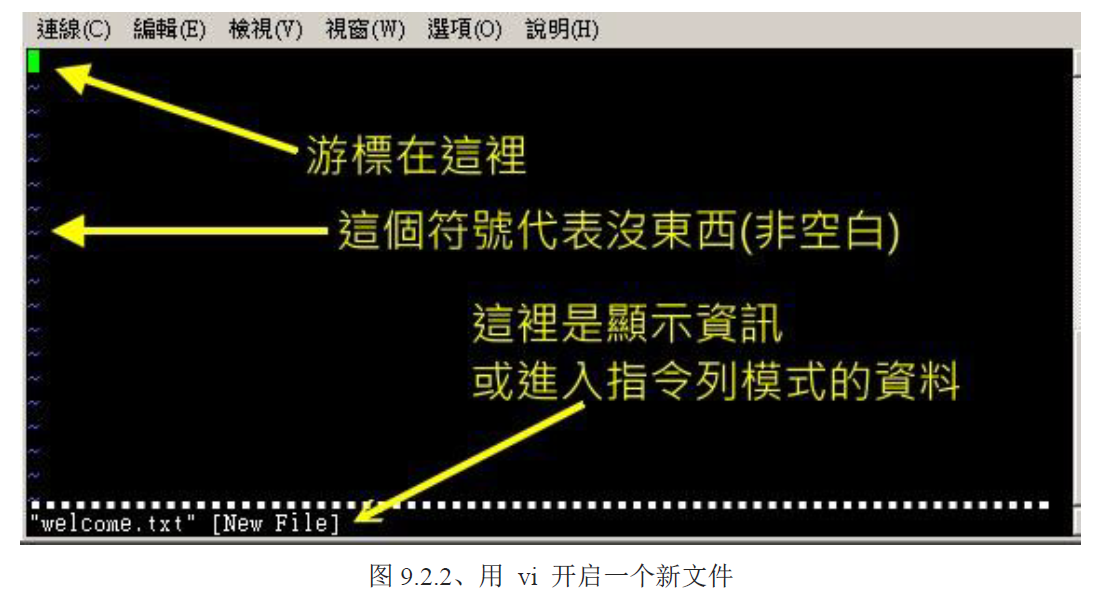 連線(C) 編輯(E) 檢視(V) 視窗(W) 選項(O) 說明(H)
~
~
~
~
游標在這裡
~
~
~
這個符號代表沒東西(非空白)
~
~
~
這裡是顯示資訊
~
~
或進入指令列模式的資料
~
~
~
~
~
~
"welcome.txt" [New File]
图 9.2.2、用 vi 开启一个新文件